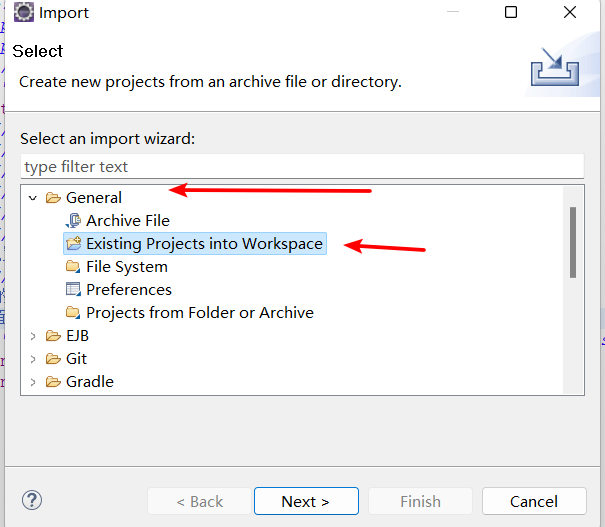 Import
Select
Create new projects from an archive file or directory.
Select an import wizard:
type filter text
General
Archive File
Existing Projects into Workspace
File System
Preferences
Projects from Folder or Archive
EJB
Git
Gradle
< Back
Next >
Finish
Cancel